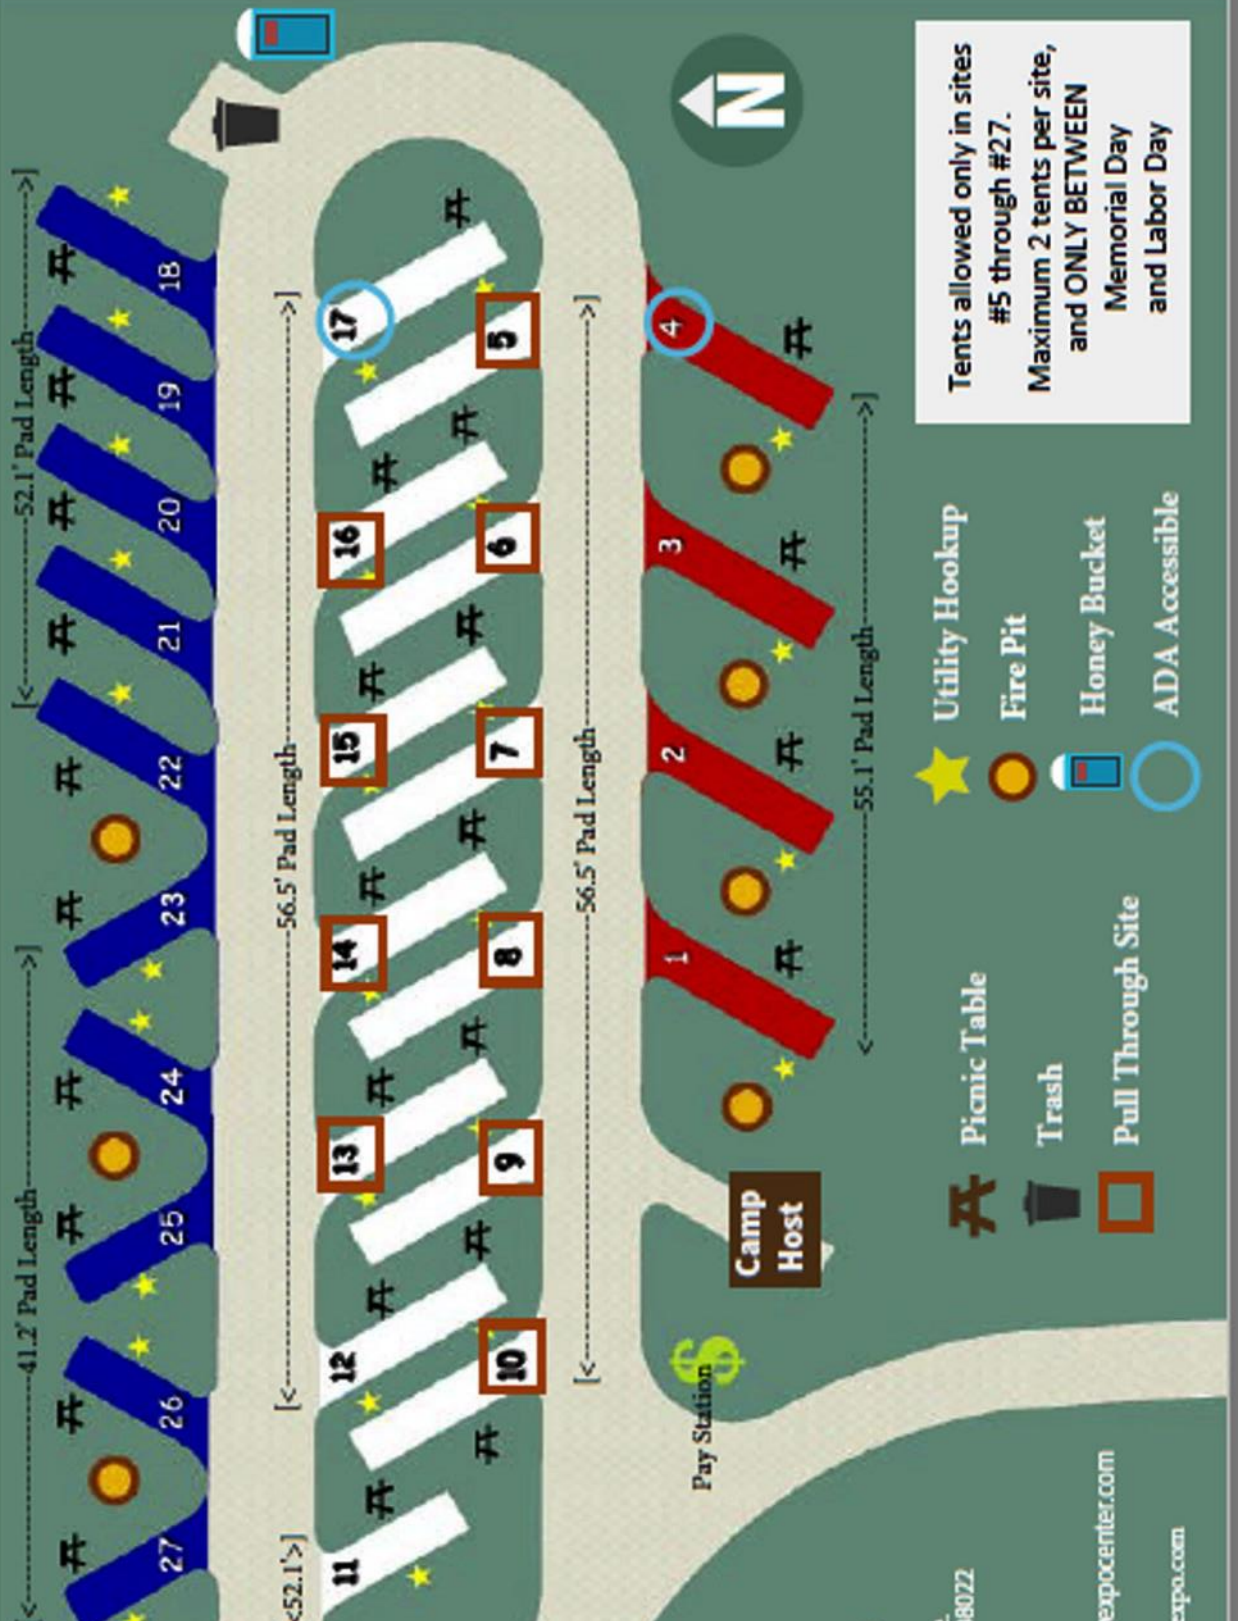 [<-----52.1' Pad Length----->]
18
19
20
21
22
23
24
25
26
27
[<-----41.2' Pad Length----->]
[<-----56.5' Pad Length----->]
<52.1'>]
17
16
15
14
13
12
11
5
6
7
8
9
10
[<-----56.5' Pad Length----->]
4
3
2
1
<-----55.1' Pad Length----->]
N
Camp
Host
$
Pay Station
Tents allowed only in sites
#5 through #27.
Maximum 2 tents per site,
and ONLY BETWEEN
Memorial Day
and Labor Day
Picnic Table
Trash
Pull Through Site
Utility Hookup
Fire Pit
Honey Bucket
ADA Accessible
98022
expocenter.com
xpo.com